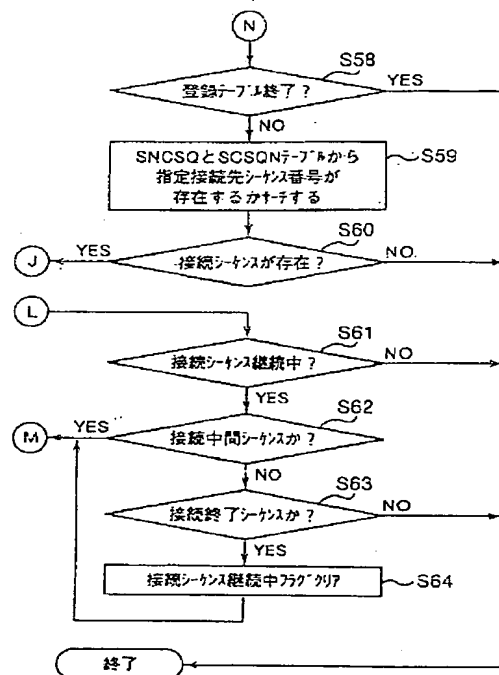 N
S58
登録テーブル終了?
YES
NO
S59
SNCSQとSCSQNテーブルから
指定接続先シーケンス番号が
存在するかサーチする
S60
J
YES
接続シーケンスが存在?
NO.
L
S61
接続シーケンス継続中?
NO
YES
S62
M
YES
接続中間シーケンスか?
NO
S63
接続終了シーケンスか?
NO
YES
接続シーケンス継続中フラグクリア
S64
終了